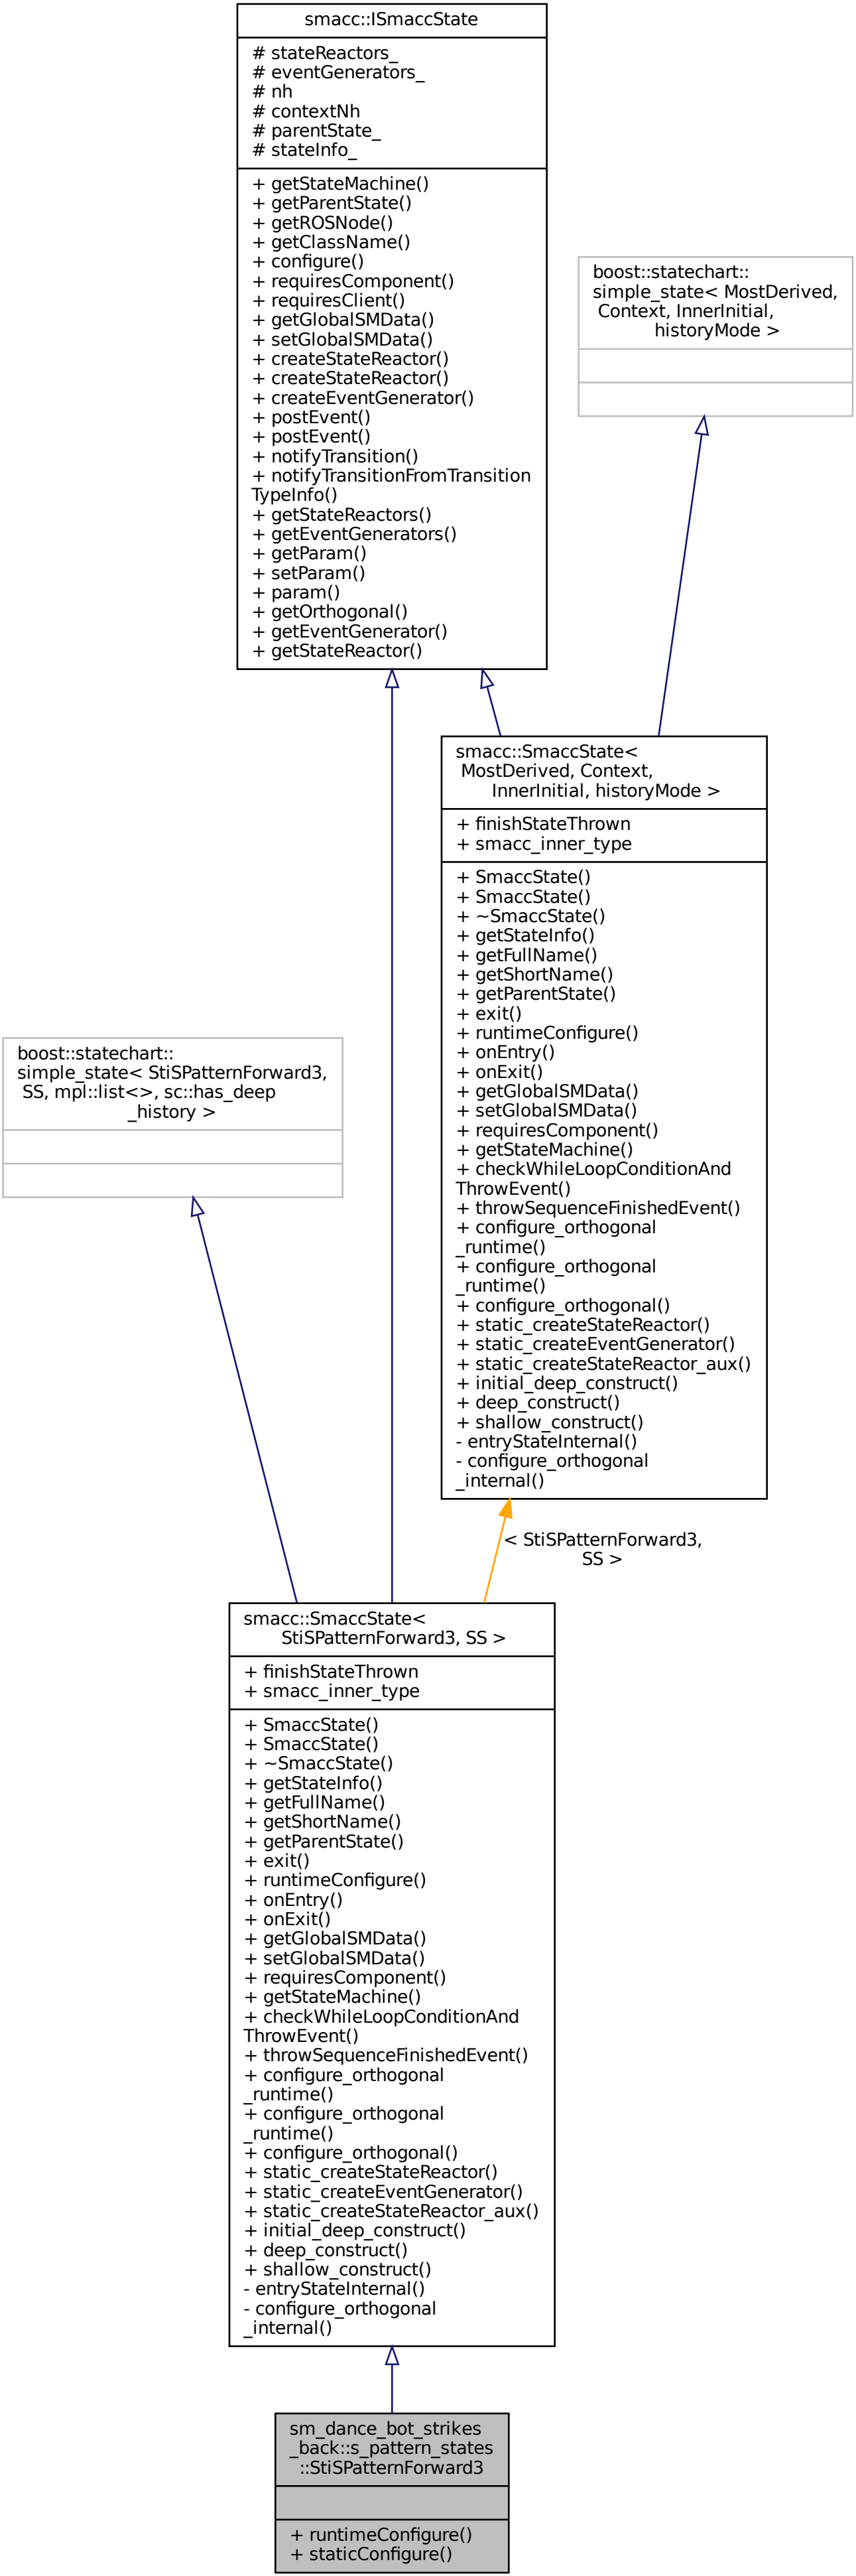 smacc::ISmaccState
# stateReactors_
# eventGenerators_
# nh
# contextNh
# parentState_
# stateInfo_
+ getStateMachine()
+ getParentState()
+ getROSNode()
+ getClassName()
+ configure()
+ requiresComponent()
+ requiresClient()
+ getGlobalSMData()
+ setGlobalSMData()
+ createStateReactor()
+ createStateReactor()
+ createEventGenerator()
+ postEvent()
+ postEvent()
+ notifyTransition()
+ notifyTransitionFromTransition
TypeInfo()
+ getStateReactors()
+ getEventGenerators()
+ getParam()
+ setParam()
+ param()
+ getOrthogonal()
+ getEventGenerator()
+ getStateReactor()
boost::statechart::
simple_state< MostDerived,
Context, InnerInitial,
historyMode >
smacc::SmaccState<
MostDerived, Context,
InnerInitial, historyMode >
+ finishStateThrown
+ smacc_inner_type
+ SmaccState()
+ SmaccState()
+ ~SmaccState()
+ getStateInfo()
+ getFullName()
+ getShortName()
+ getParentState()
+ exit()
+ runtimeConfigure()
+ onEntry()
+ onExit()
+ getGlobalSMData()
+ setGlobalSMData()
+ requiresComponent()
+ getStateMachine()
+ checkWhileLoopConditionAnd
ThrowEvent()
+ throwSequenceFinishedEvent()
+ configure_orthogonal
_runtime()
+ configure_orthogonal
_runtime()
+ configure_orthogonal()
+ static_createStateReactor()
+ static_createEventGenerator()
+ static_createStateReactor_aux()
+ initial_deep_construct()
+ deep_construct()
+ shallow_construct()
- entryStateInternal()
- configure_orthogonal
_internal()
boost::statechart::
simple_state< StiSPatternForward3,
SS, mpl::list<>, sc::has_deep
_history >
< StiSPatternForward3,
SS >
smacc::SmaccState<
StiSPatternForward3, SS >
+ finishStateThrown
+ smacc_inner_type
+ SmaccState()
+ SmaccState()
+ ~SmaccState()
+ getStateInfo()
+ getFullName()
+ getShortName()
+ getParentState()
+ exit()
+ runtimeConfigure()
+ onEntry()
+ onExit()
+ getGlobalSMData()
+ setGlobalSMData()
+ requiresComponent()
+ getStateMachine()
+ checkWhileLoopConditionAnd
ThrowEvent()
+ throwSequenceFinishedEvent()
+ configure_orthogonal
_runtime()
+ configure_orthogonal
_runtime()
+ configure_orthogonal()
+ static_createStateReactor()
+ static_createEventGenerator()
+ static_createStateReactor_aux()
+ initial_deep_construct()
+ deep_construct()
+ shallow_construct()
- entryStateInternal()
- configure_orthogonal
_internal()
sm_dance_bot_strikes
_back::s_pattern_states
::StiSPatternForward3
+ runtimeConfigure()
+ staticConfigure()